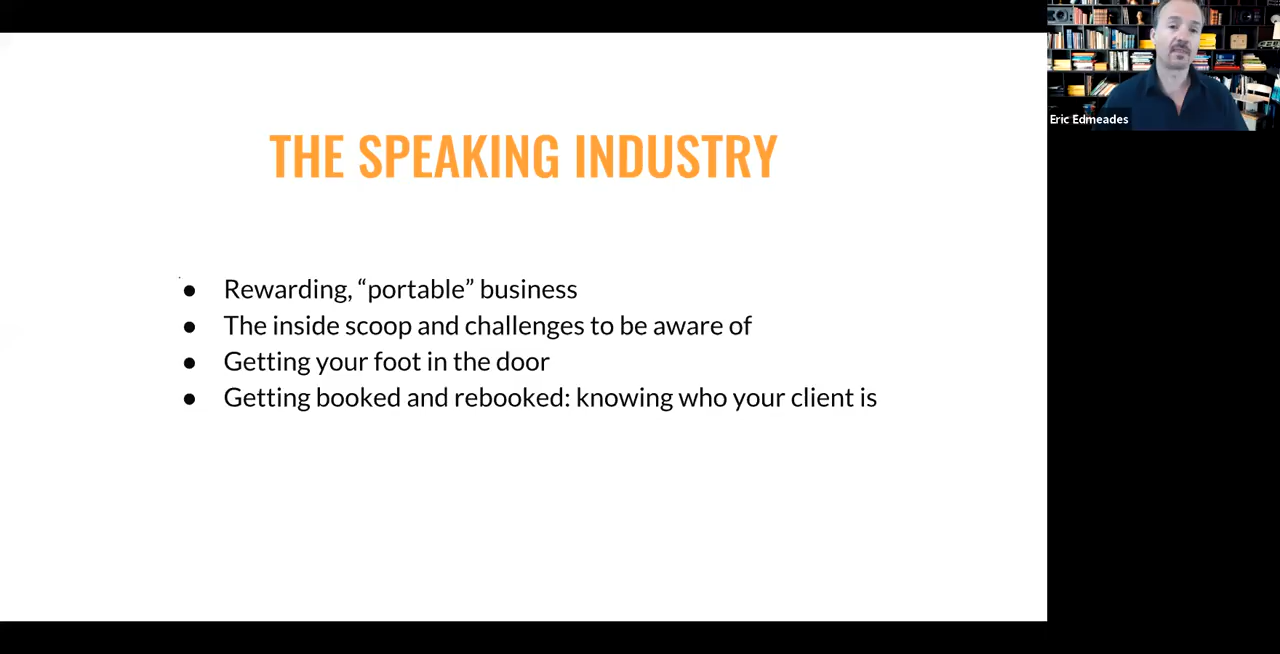 THE SPEAKING INDUSTRY
● Rewarding, “portable” business
● The inside scoop and challenges to be aware of
● Getting your foot in the door
● Getting booked and rebooked: knowing who your client is
Eric Edmeades